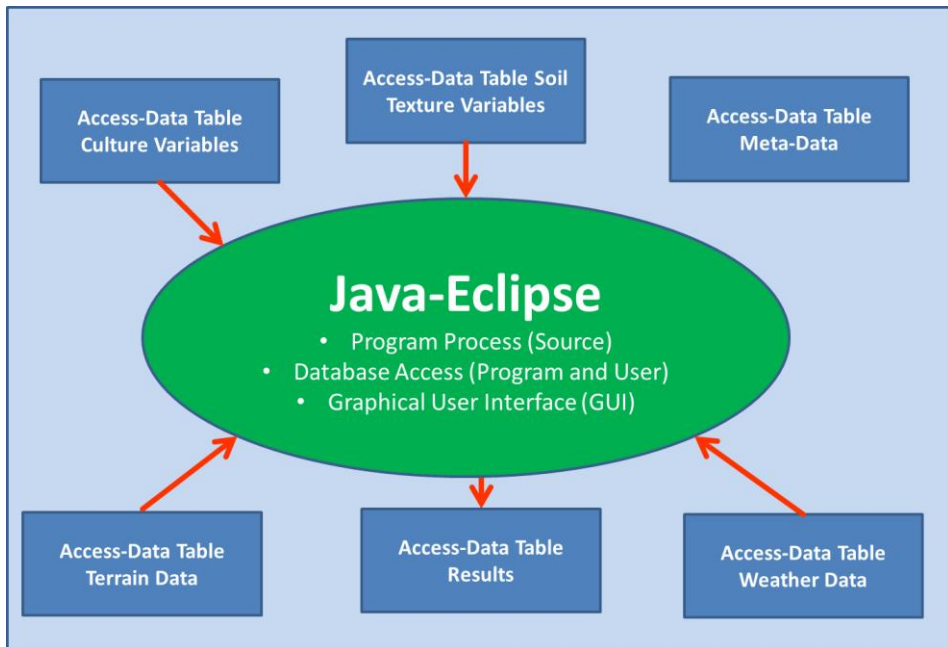 Access-Data Table Soil
Texture Variables
Access-Data Table
Culture Variables
Access-Data Table
Meta-Data
Java-Eclipse
• Program Process (Source)
• Database Access (Program and User)
• Graphical User Interface (GUI)
Access-Data Table
Terrain Data
Access-Data Table
Results
Access-Data Table
Weather Data